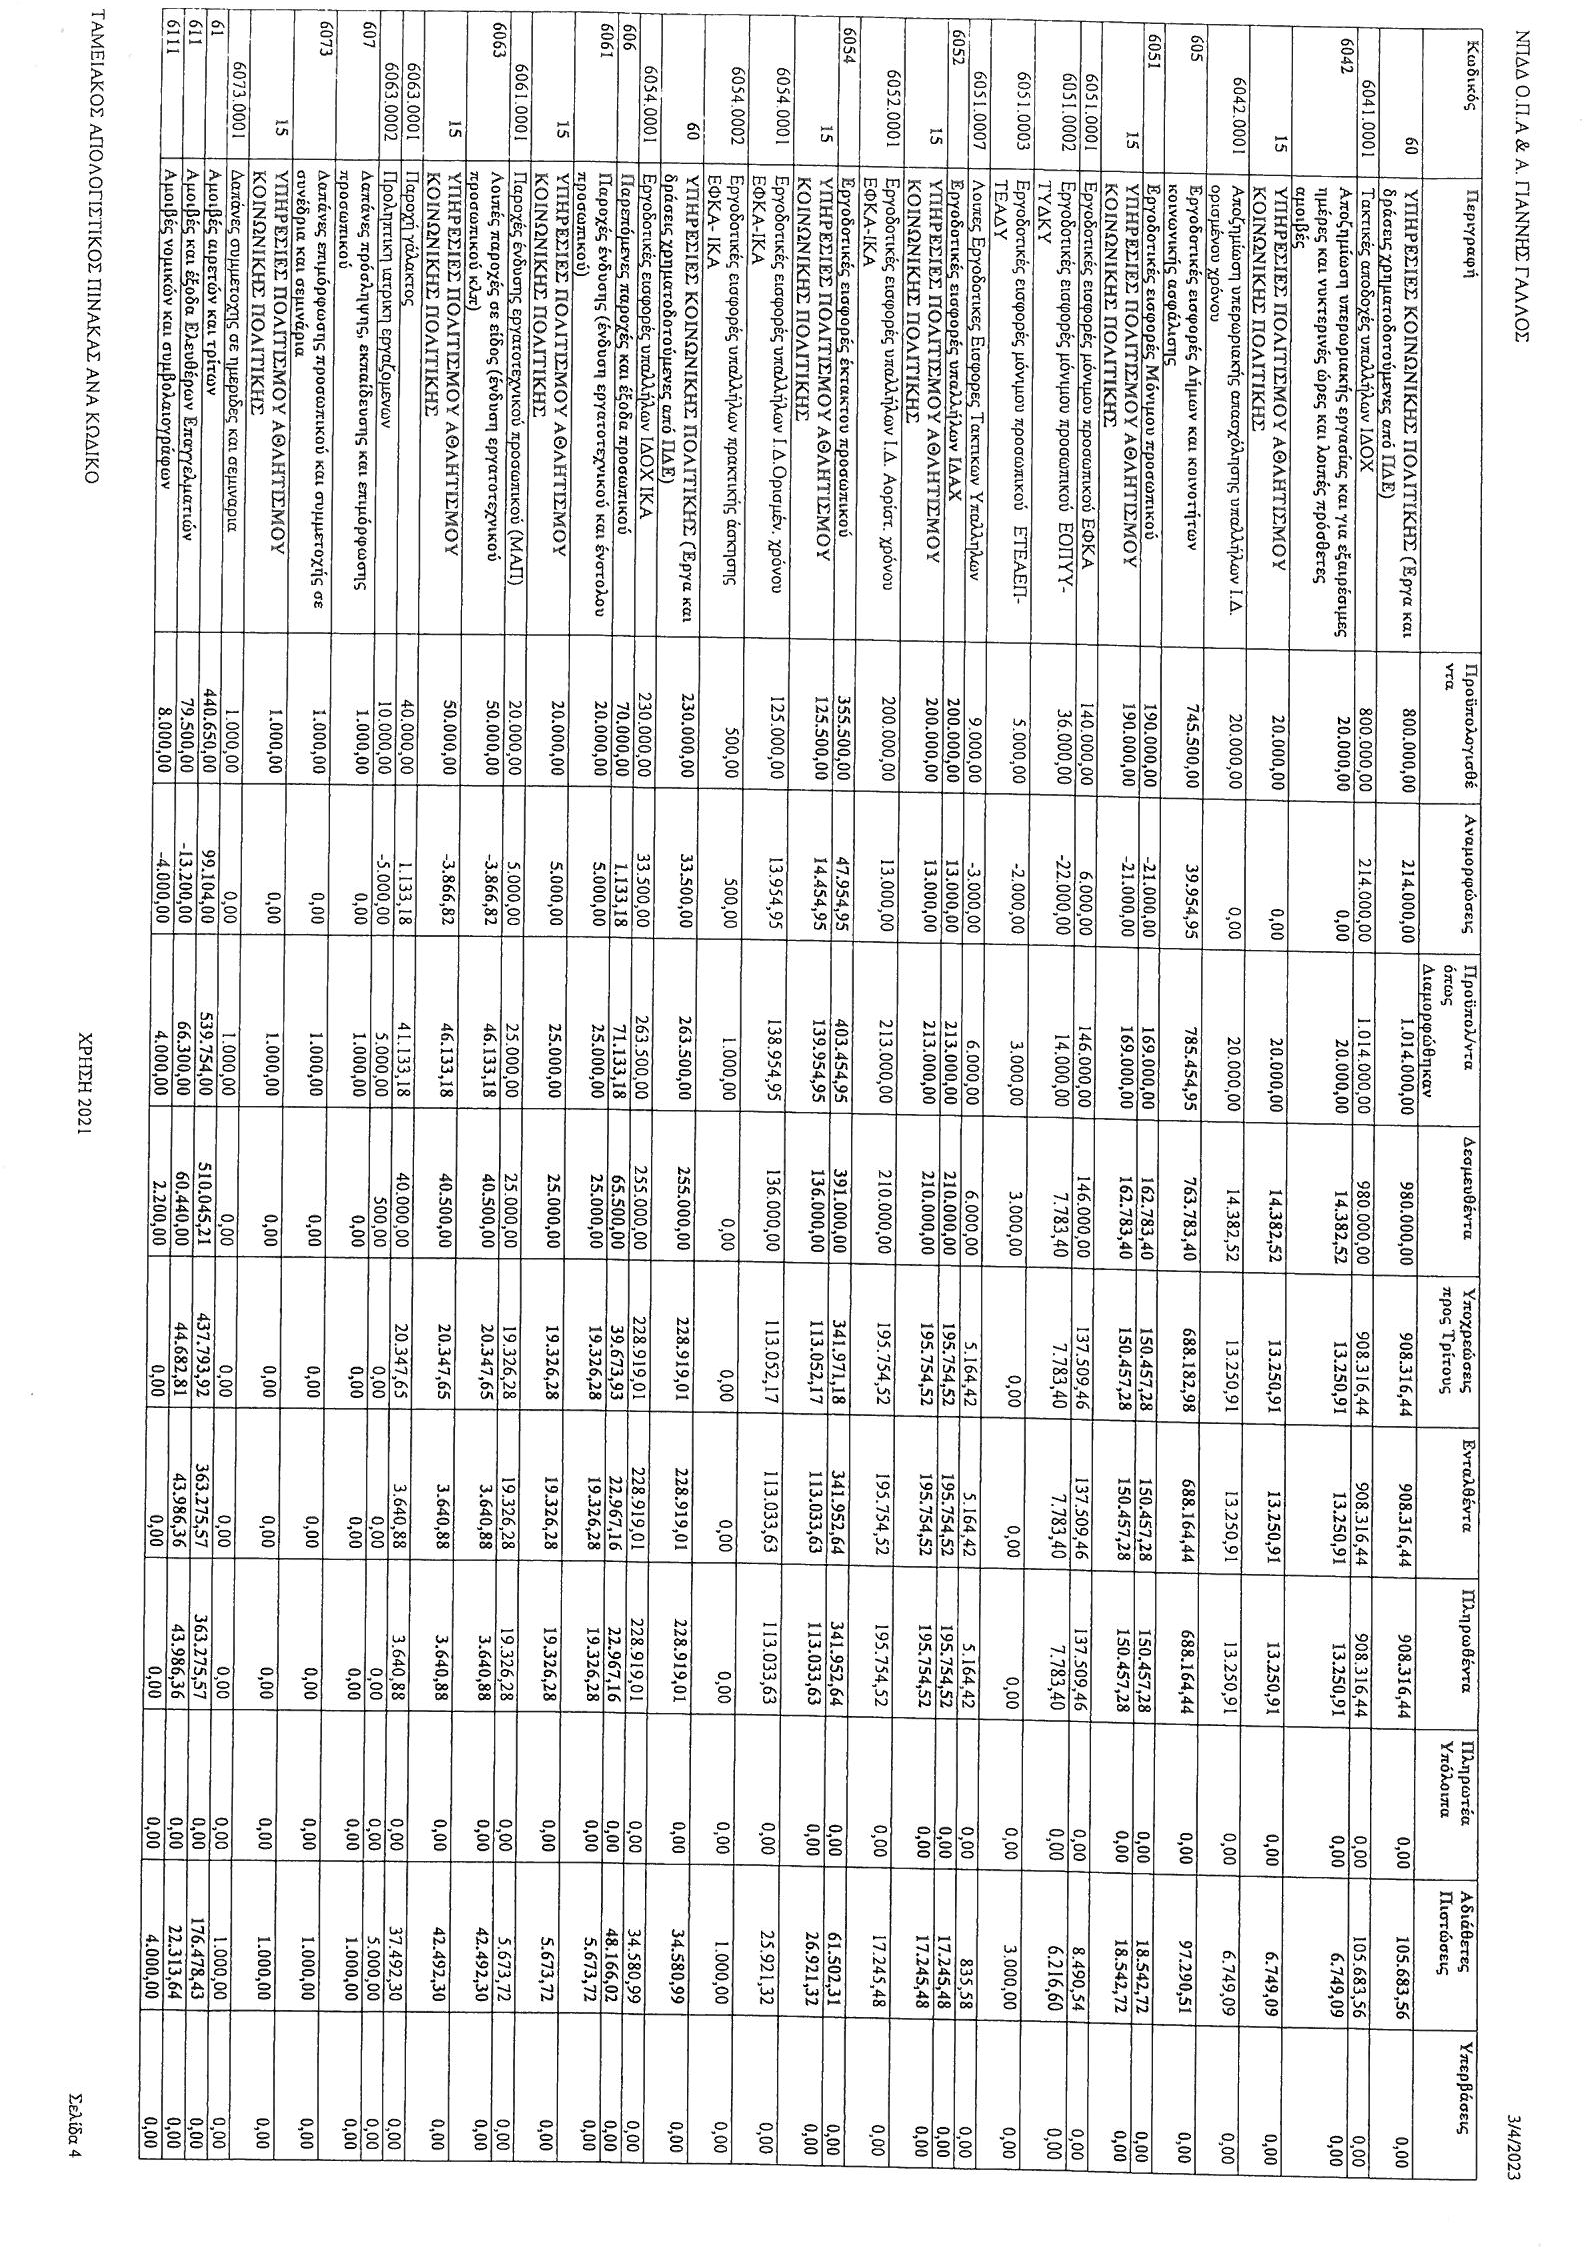 ΝΠΔΔ Ο.Π.Α & Α. ΓΙΑΝΝΗΣ ΓΑΛΛΟΣ 3/4/2023
Κωδικός Περιγραφή Προϋπολογισθέντα Αναμορφώσεις Προϋπολ/ντα όπως Διαμορφώθηκαν Δεσμευθέντα Υποχρεώσεις προς Τρίτους Ενταλθέντα Πληρωθέντα Πληρωτέα Υπόλοιπα Αδιάθετες Πιστώσεις Υπερβάσεις
60 ΥΠΗΡΕΣΙΕΣ ΚΟΙΝΩΝΙΚΗΣ ΠΟΛΙΤΙΚΗΣ (Έργα και δράσεις χρηματοδοτούμενες από ΠΔΕ) 800.000,00 214.000,00 1.014.000,00 980.000,00 908.316,44 908.316,44 908.316,44 0,00 105.683,56 0,00
6041.0001 Τακτικές αποδοχές υπαλλήλων ΙΔΟΧ 800.000,00 214.000,00 1.014.000,00 980.000,00 908.316,44 908.316,44 908.316,44 0,00 105.683,56 0,00
6042 Αποζημίωση υπερωριακής εργασίας και για εξαιρέσιμες ημέρες και νυκτερινές ώρες και λοιπές πρόσθετες αμοιβές 20.000,00 0,00 20.000,00 14.382,52 13.250,91 13.250,91 13.250,91 0,00 6.749,09 0,00
15 ΥΠΗΡΕΣΙΕΣ ΠΟΛΙΤΙΣΜΟΥ ΑΘΛΗΤΙΣΜΟΥ ΚΟΙΝΩΝΙΚΗΣ ΠΟΛΙΤΙΚΗΣ 20.000,00 0,00 20.000,00 14.382,52 13.250,91 13.250,91 13.250,91 0,00 6.749,09 0,00
6042.0001 Αποζημίωση υπερωριακής απασχόλησης υπαλλήλων Ι.Δ. ορισμένου χρόνου 20.000,00 0,00 20.000,00 14.382,52 13.250,91 13.250,91 13.250,91 0,00 6.749,09 0,00
605 Εργοδοτικές εισφορές Δήμων και κοινοτήτων κοινωνικής ασφάλισης 745.500,00 39.954,95 785.454,95 763.783,40 688.182,98 688.164,44 688.164,44 0,00 97.290,51 0,00
6051 Εργοδοτικές εισφορές Μόνιμου προσωπικού 190.000,00 -21.000,00 169.000,00 162.783,40 150.457,28 150.457,28 150.457,28 0,00 18.542,72 0,00
15 ΥΠΗΡΕΣΙΕΣ ΠΟΛΙΤΙΣΜΟΥ ΑΘΛΗΤΙΣΜΟΥ ΚΟΙΝΩΝΙΚΗΣ ΠΟΛΙΤΙΚΗΣ 190.000,00 -21.000,00 169.000,00 162.783,40 150.457,28 150.457,28 150.457,28 0,00 18.542,72 0,00
6051.0001 Εργοδοτικές εισφορές μόνιμου προσωπικού ΕΦΚΑ 140.000,00 6.000,00 146.000,00 146.000,00 137.509,46 137.509,46 137.509,46 0,00 8.490,54 0,00
6051.0002 Εργοδοτικές εισφορές μόνιμου προσωπικού ΕΟΠΥΥ-ΤΥΔΚΥ 36.000,00 -22.000,00 14.000,00 7.783,40 7.783,40 7.783,40 7.783,40 0,00 6.216,60 0,00
6051.0003 Εργοδοτικές εισφορές μόνιμου προσωπικού ΕΤΕΑΕΠ-ΤΕΑΔΥ 5.000,00 -2.000,00 3.000,00 3.000,00 0,00 0,00 0,00 0,00 3.000,00 0,00
6051.0007 Λοιπες Εργοδοτικες Εισφορες Τακτικων Υπαλληλων 9.000,00 -3.000,00 6.000,00 6.000,00 5.164,42 5.164,42 5.164,42 0,00 835,58 0,00
6052 Εργοδοτικές εισφορές υπαλλήλων ΙΔΑΧ 200.000,00 13.000,00 213.000,00 210.000,00 195.754,52 195.754,52 195.754,52 0,00 17.245,48 0,00
15 ΥΠΗΡΕΣΙΕΣ ΠΟΛΙΤΙΣΜΟΥ ΑΘΛΗΤΙΣΜΟΥ ΚΟΙΝΩΝΙΚΗΣ ΠΟΛΙΤΙΚΗΣ 200.000,00 13.000,00 213.000,00 210.000,00 195.754,52 195.754,52 195.754,52 0,00 17.245,48 0,00
6052.0001 Εργοδοτικές εισφορές υπαλλήλων Ι.Δ. Αορίστ. χρόνου ΕΦΚΑ-ΙΚΑ 200.000,00 13.000,00 213.000,00 210.000,00 195.754,52 195.754,52 195.754,52 0,00 17.245,48 0,00
6054 Εργοδοτικές εισφορές έκτακτου προσωπικού 355.500,00 47.954,95 403.454,95 391.000,00 341.971,18 341.952,64 341.952,64 0,00 61.502,31 0,00
15 ΥΠΗΡΕΣΙΕΣ ΠΟΛΙΤΙΣΜΟΥ ΑΘΛΗΤΙΣΜΟΥ ΚΟΙΝΩΝΙΚΗΣ ΠΟΛΙΤΙΚΗΣ 125.500,00 14.454,95 139.954,95 136.000,00 113.052,17 113.033,63 113.033,63 0,00 26.921,32 0,00
6054.0001 Εργοδοτικές εισφορές υπαλλήλων Ι.Δ.Ορισμέν. χρόνου ΕΦΚΑ-ΙΚΑ 125.000,00 13.954,95 138.954,95 136.000,00 113.052,17 113.033,63 113.033,63 0,00 25.921,32 0,00
6054.0002 Εργοδοτικές εισφορές υπαλλήλων πρακτικής άσκησης ΕΦΚΑ- ΙΚΑ 500,00 500,00 1.000,00 0,00 0,00 0,00 0,00 0,00 1.000,00 0,00
60 ΥΠΗΡΕΣΙΕΣ ΚΟΙΝΩΝΙΚΗΣ ΠΟΛΙΤΙΚΗΣ (Έργα και δράσεις χρηματοδοτούμενες από ΠΔΕ) 230.000,00 33.500,00 263.500,00 255.000,00 228.919,01 228.919,01 228.919,01 0,00 34.580,99 0,00
6054.0001 Εργοδοτικές εισφορές υπαλλήλων ΙΔΟΧ ΙΚΑ 230.000,00 33.500,00 263.500,00 255.000,00 228.919,01 228.919,01 228.919,01 0,00 34.580,99 0,00
606 Παρεπόμενες παροχές και έξοδα προσωπικού 70.000,00 1.133,18 71.133,18 65.500,00 39.673,93 22.967,16 22.967,16 0,00 48.166,02 0,00
6061 Παροχές ένδυσης (ένδυση εργατοτεχνικού και ένστολου προσωπικού) 20.000,00 5.000,00 25.000,00 25.000,00 19.326,28 19.326,28 19.326,28 0,00 5.673,72 0,00
15 ΥΠΗΡΕΣΙΕΣ ΠΟΛΙΤΙΣΜΟΥ ΑΘΛΗΤΙΣΜΟΥ ΚΟΙΝΩΝΙΚΗΣ ΠΟΛΙΤΙΚΗΣ 20.000,00 5.000,00 25.000,00 25.000,00 19.326,28 19.326,28 19.326,28 0,00 5.673,72 0,00
6061.0001 Παροχές ένδυσης εργατοτεχνικού προσωπικού (ΜΑΠ) 20.000,00 5.000,00 25.000,00 25.000,00 19.326,28 19.326,28 19.326,28 0,00 5.673,72 0,00
6063 Λοιπές παροχές σε είδος (ένδυση εργατοτεχνικού προσωπικού κλπ) 50.000,00 -3.866,82 46.133,18 40.500,00 20.347,65 3.640,88 3.640,88 0,00 42.492,30 0,00
15 ΥΠΗΡΕΣΙΕΣ ΠΟΛΙΤΙΣΜΟΥ ΑΘΛΗΤΙΣΜΟΥ ΚΟΙΝΩΝΙΚΗΣ ΠΟΛΙΤΙΚΗΣ 50.000,00 -3.866,82 46.133,18 40.500,00 20.347,65 3.640,88 3.640,88 0,00 42.492,30 0,00
6063.0001 Παροχή γάλακτος 40.000,00 1.133,18 41.133,18 40.000,00 20.347,65 3.640,88 3.640,88 0,00 37.492,30 0,00
6063.0002 Προληπτικη ιατρικη εργαζομενων 10.000,00 -5.000,00 5.000,00 500,00 0,00 0,00 0,00 0,00 5.000,00 0,00
607 Δαπάνες πρόσληψης, εκπαίδευσης και επιμόρφωσης προσωπικού 1.000,00 0,00 1.000,00 0,00 0,00 0,00 0,00 0,00 1.000,00 0,00
6073 Δαπάνες επιμόρφωσης προσωπικού και συμμετοχής σε συνέδρια και σεμινάρια 1.000,00 0,00 1.000,00 0,00 0,00 0,00 0,00 0,00 1.000,00 0,00
15 ΥΠΗΡΕΣΙΕΣ ΠΟΛΙΤΙΣΜΟΥ ΑΘΛΗΤΙΣΜΟΥ ΚΟΙΝΩΝΙΚΗΣ ΠΟΛΙΤΙΚΗΣ 1.000,00 0,00 1.000,00 0,00 0,00 0,00 0,00 0,00 1.000,00 0,00
6073.0001 Δαπάνες συμμετοχής σε ημερίδες και σεμιναρια 1.000,00 0,00 1.000,00 0,00 0,00 0,00 0,00 0,00 1.000,00 0,00
61 Αμοιβές αιρετών και τρίτων 440.650,00 99.104,00 539.754,00 510.045,21 437.793,92 363.275,57 363.275,57 0,00 176.478,43 0,00
611 Αμοιβές και έξοδα Ελευθέρων Επαγγελματιών 79.500,00 -13.200,00 66.300,00 60.440,00 44.682,81 43.986,36 43.986,36 0,00 22.313,64 0,00
6111 Αμοιβές νομικών και συμβολαιογράφων 8.000,00 -4.000,00 4.000,00 2.200,00 0,00 0,00 0,00 0,00 4.000,00 0,00
ΤΑΜΕΙΑΚΟΣ ΑΠΟΛΟΓΙΣΤΙΚΟΣ ΠΙΝΑΚΑΣ ΑΝΑ ΚΩΔΙΚΟ ΧΡΗΣΗ 2021 Σελίδα 4